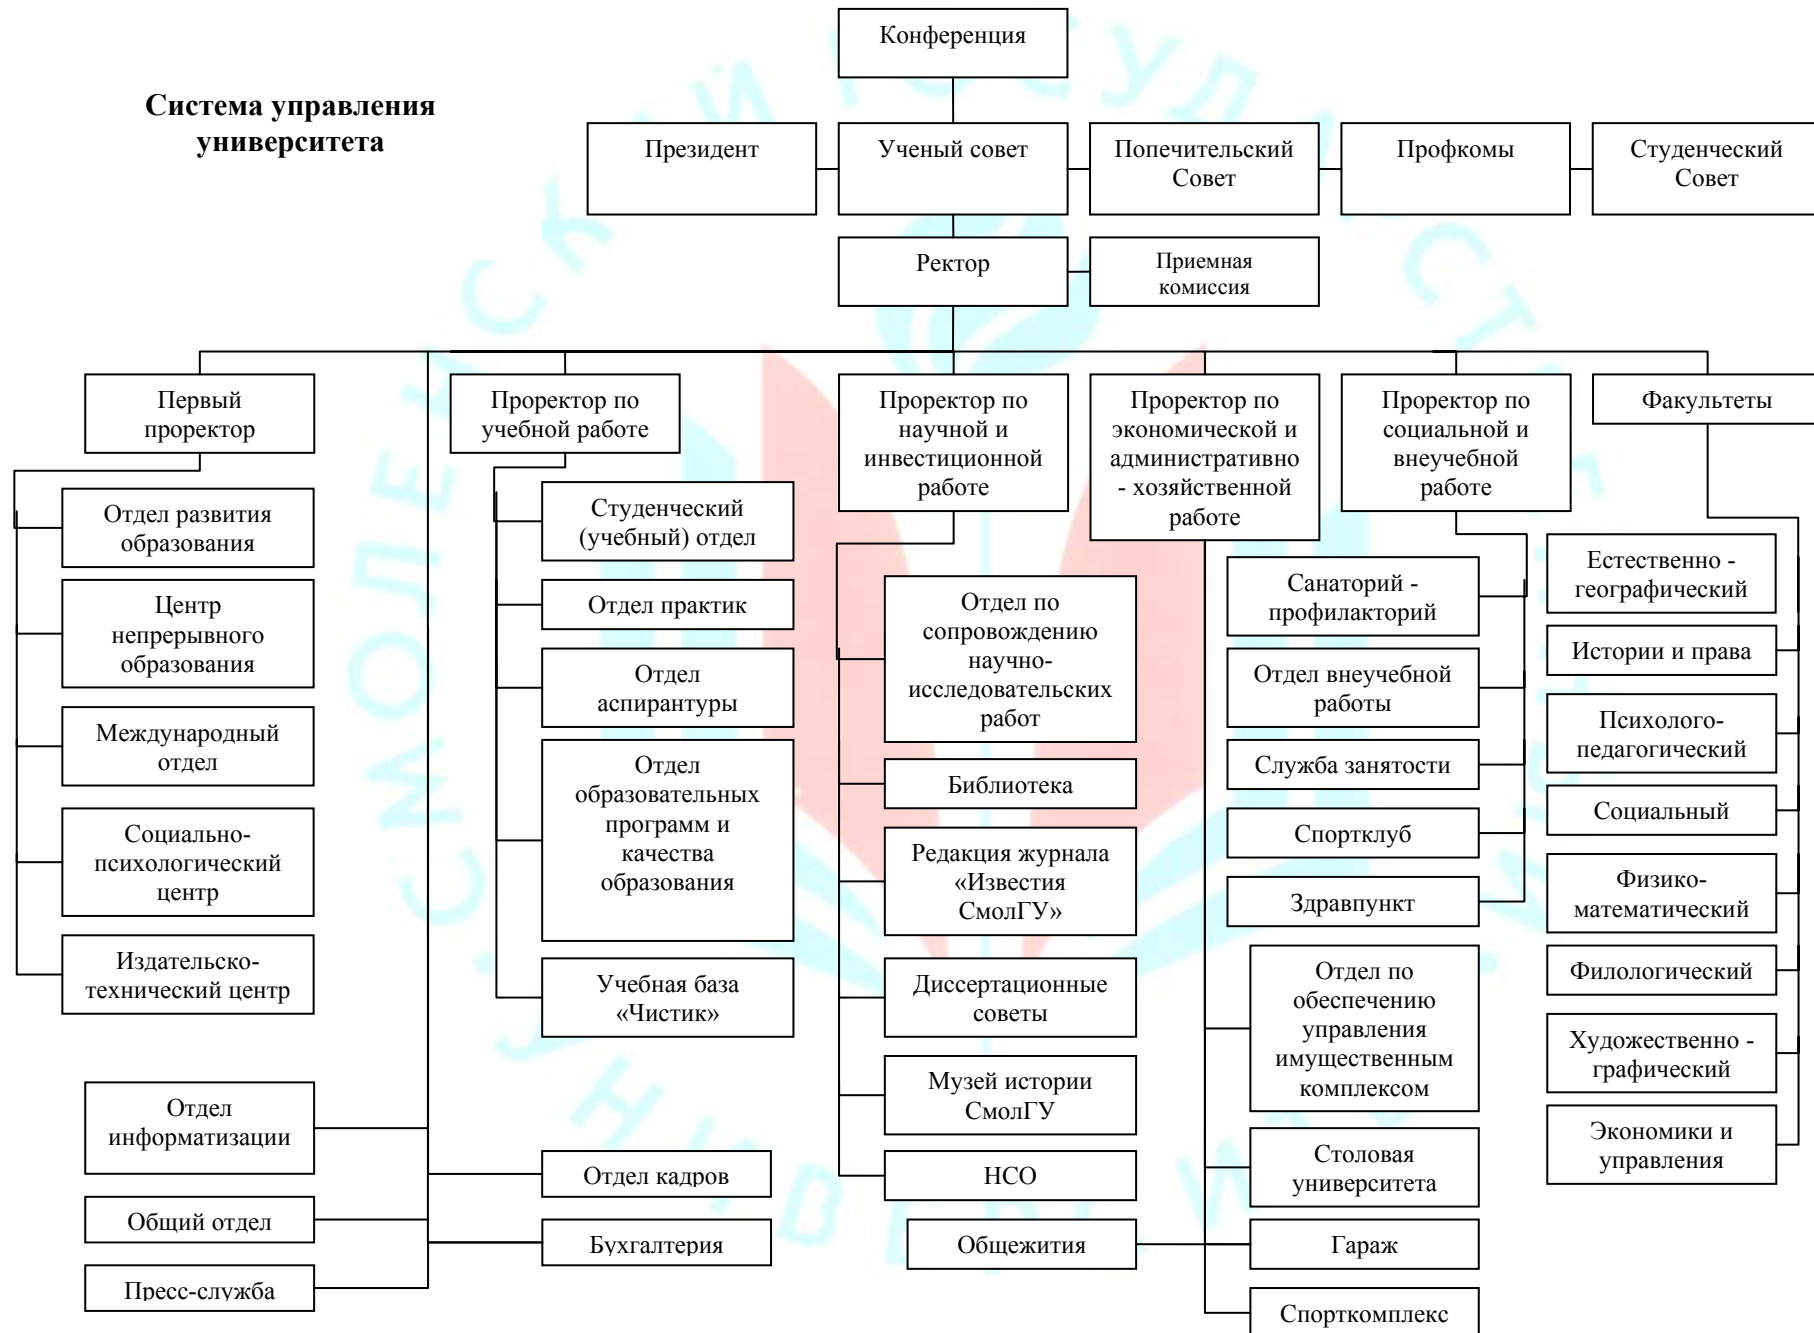 Конференция
Система управления
университета
Президент
Ученый совет
Попечительский
Совет
Профкомы
Студенческий
Совет
Ректор
Приемная
комиссия
Первый
проректор
Проректор по
учебной работе
Проректор по
научной и
инвестиционной
работе
Проректор по
экономической и
административно
- хозяйственной
работе
Проректор по
социальной и
внеучебной
работе
Факультеты
Отдел развития
образования
Центр
непрерывного
образования
Международный
отдел
Социально-
психологический
центр
Издательско-
технический центр
Студенческий
(учебный) отдел
Отдел практик
Отдел
аспирантуры
Отдел
образовательных
программ и
качества
образования
Учебная база
«Чистик»
Отдел по
сопровождению
научно-
исследовательских
работ
Библиотека
Редакция журнала
«Известия
СмолГУ»
Диссертационные
советы
Музей истории
СмолГУ
НСО
Санаторий -
профилакторий
Отдел внеучебной
работы
Служба занятости
Спортклуб
Здравпункт
Отдел по
обеспечению
управления
имущественным
комплексом
Столовая
университета
Общежития
Гараж
Спорткомплекс
Естественно -
географический
Истории и права
Психолого-
педагогический
Социальный
Физико-
математический
Филологический
Художественно -
графический
Экономики и
управления
Отдел
информатизации
Общий отдел
Пресс-служба
Отдел кадров
Бухгалтерия